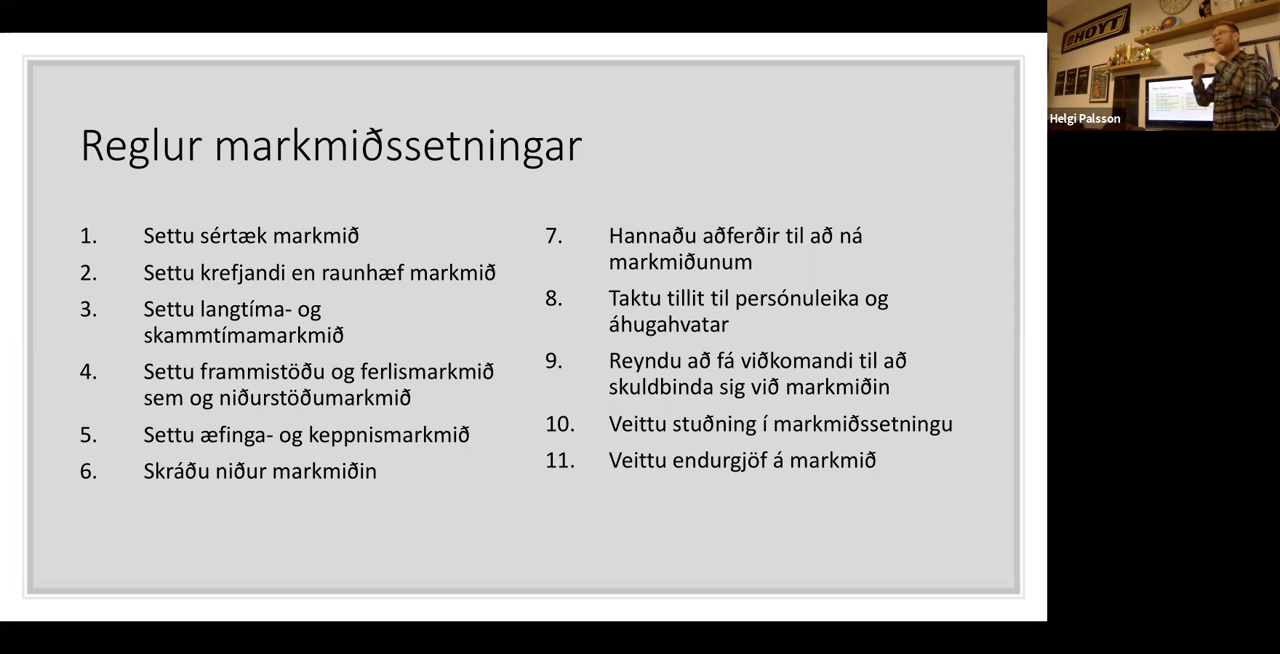 Reglur markmiðssetningar
1. Settu sértæk markmið
2. Settu krefjandi en raunhæf markmið
3. Settu langtíma- og
skammtímamarkmið
4. Settu frammistöðu og ferlismarkmið
sem og niðurstöðumarkmið
5. Settu æfinga- og keppnismarkmið
6. Skráðu niður markmiðin
7. Hannaðu aðferðir til að ná
markmiðunum
8. Taktu tillit til persónuleika og
áhugahvatar
9. Reyndu að fá viðkomandi til að
skuldbinda sig við markmiðin
10. Veittu stuðning í markmiðssetningu
11. Veittu endurgjöf á markmið
HOYT
Helgi Palsson